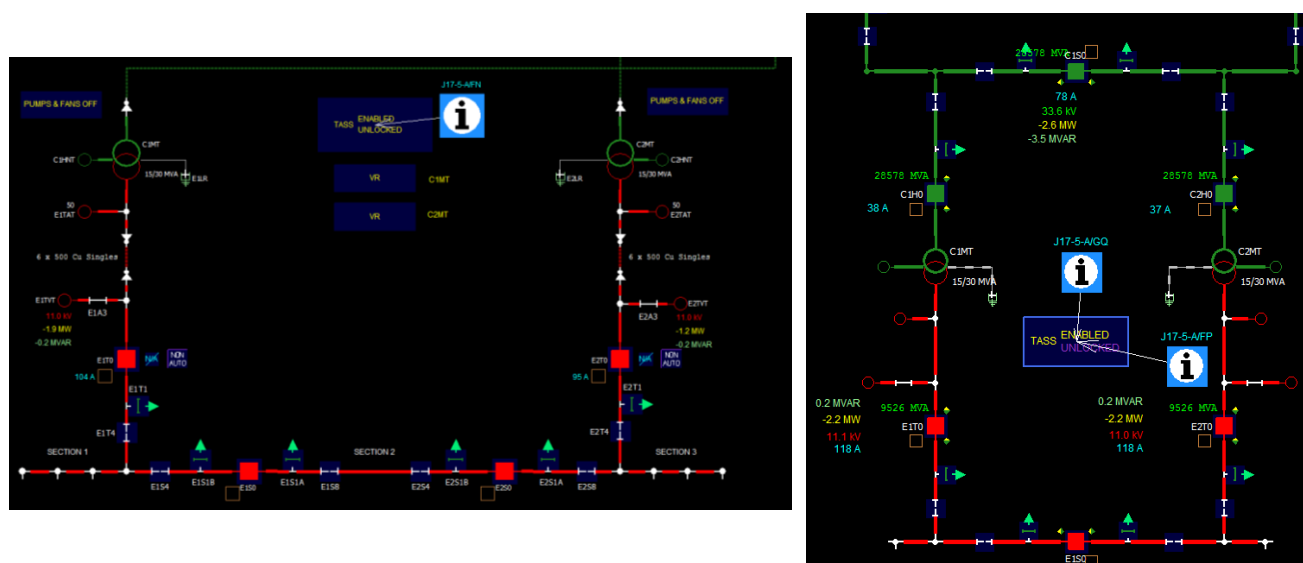 J17-5-A/FN
PUMPS & FANS OFF
PUMPS & FANS OFF
TASS ENABLED
UNLOCKED
C1MT
C2MT
C1HNT
C2HNT
15/30 MVA
E1LR
E2LR
15/30 MVA
VR C1MT
VR C2MT
50
E1TAT
50
E2TAT
6 x 500 Cu Singles
6 x 500 Cu Singles
E1TVT
E2TVT
E1A3
E2A3
11.0 kV
-1.9 MW
-0.2 MVAR
11.0 kV
-1.2 MW
-0.2 MVAR
E1T0
N/A
NON
AUTO
E2T0
N/A
NON
AUTO
104 A
95 A
E1T1
E2T1
E1T4
E2T4
SECTION 1
SECTION 2
SECTION 3
E1S4
E1S1B
E1S0
E1S1A
E1S8
E2S4
E2S1B
E2S0
E2S1A
E2S8
28578 MVA
C1S0
78 A
33.6 kV
-2.6 MW
-3.5 MVAR
28578 MVA
28578 MVA
C1H0
C2H0
38 A
37 A
J17-5-A/GQ
C1MT
C2MT
15/30 MVA
15/30 MVA
TASS ENABLED
UNLOCKED
J17-5-A/FP
0.2 MVAR
-2.2 MW
11.1 kV
118 A
9526 MVA
E1T0
0.2 MVAR
-2.2 MW
11.0 kV
118 A
9526 MVA
E2T0
E1S0